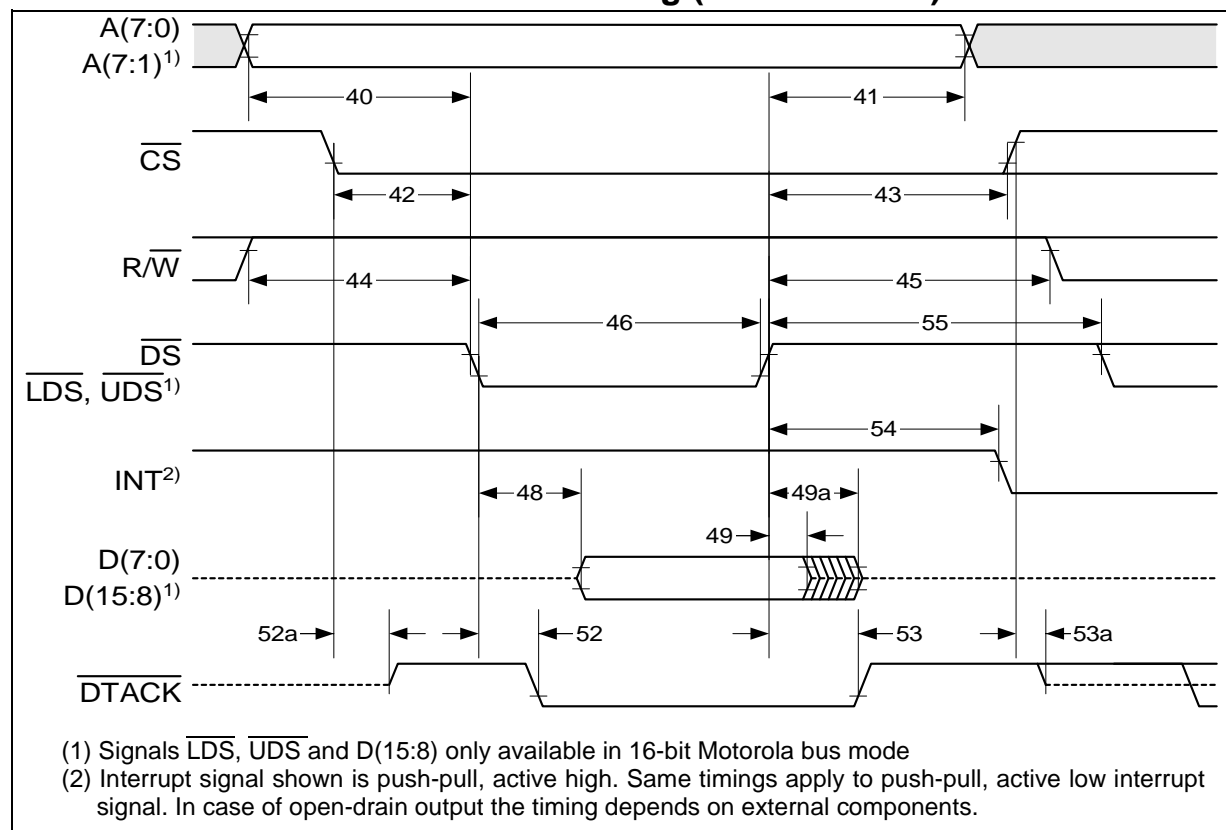 A(7:0)
A(7:1)1)
40
41
CS
42
43
R/W
44
45
46
55
DS
LDS, UDS1)
54
INT2)
48
49a
49
D(7:0)
D(15:8)1)
52a
52
53
53a
DTACK
(1) Signals LDS, UDS and D(15:8) only available in 16-bit Motorola bus mode
(2) Interrupt signal shown is push-pull, active high. Same timings apply to push-pull, active low interrupt
signal. In case of open-drain output the timing depends on external components.